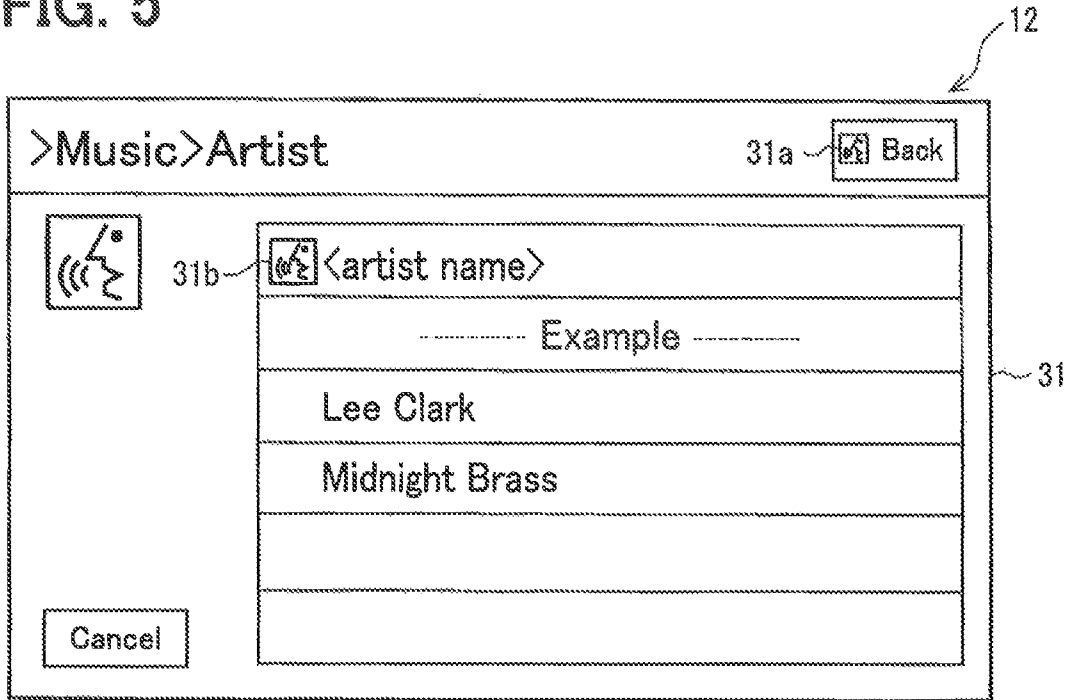 FIG. 5
12
>Music>Artist
31a
Back
31b
<artist name>
Example
31
Lee Clark
Midnight Brass
Cancel